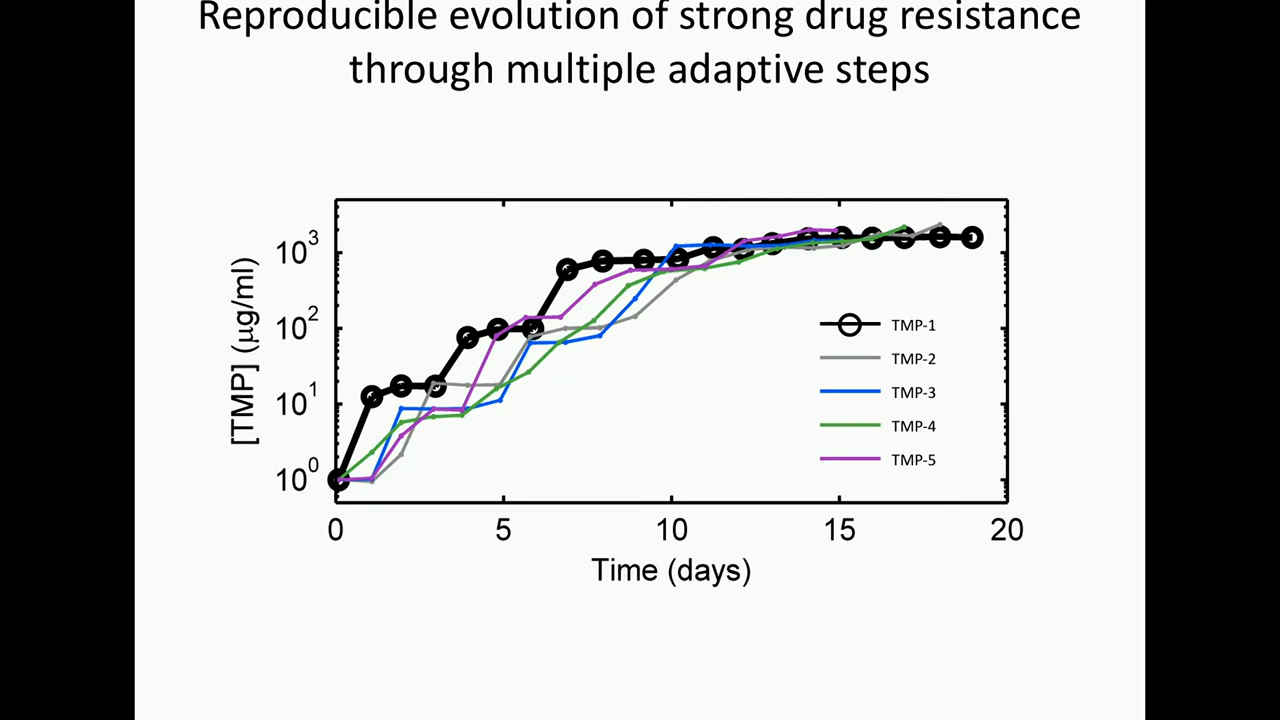 Reproducible evolution of strong drug resistance
through multiple adaptive steps
[TMP] (μg/ml)
10³
10²
10¹
10⁰
TMP-1
TMP-2
TMP-3
TMP-4
TMP-5
0 5 10 15 20
Time (days)